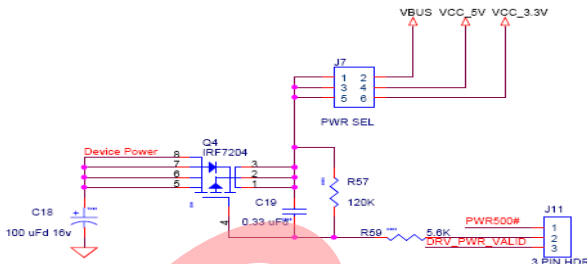 VBUS VCC_5V VCC_3.3V
J7
1 2
3 4
5 6
PWR SEL
Q4
IRF7204
Device Power
8
7
6
5
3
2
1
4
R57
120K
C19
0.33 uFd
C18
100 uFd 16v
R59
5.6K
J11
PWR500#
DRV_PWR_VALID
1
2
3
3 PIN HDR